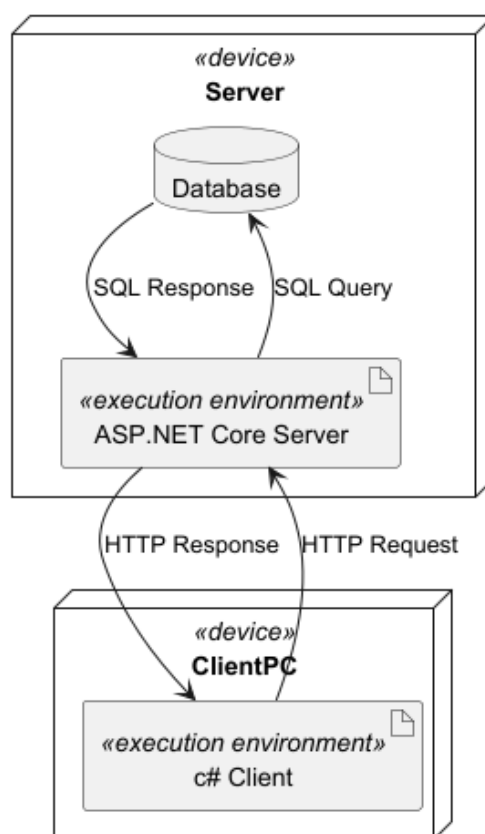 «device»
Server
Database
SQL Response
SQL Query
«execution environment»
ASP.NET Core Server
HTTP Response
HTTP Request
«device»
ClientPC
«execution environment»
c# Client